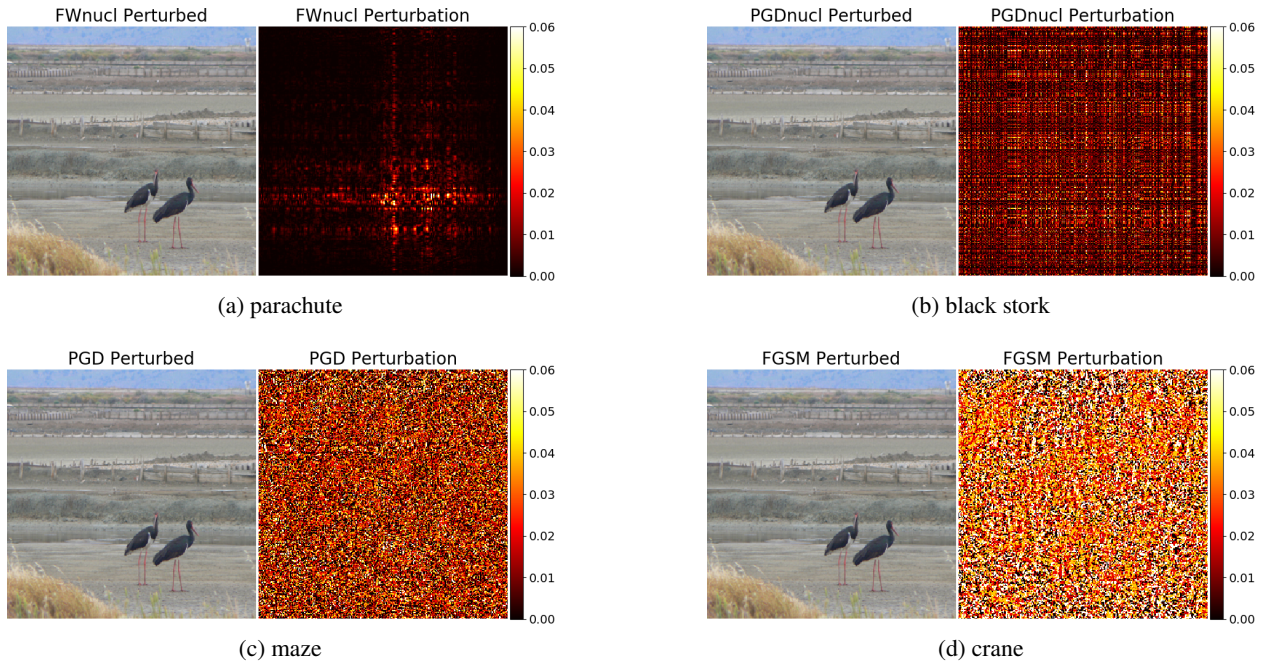 FWnucl Perturbed
FWnucl Perturbation
0.06
0.05
0.04
0.03
0.02
0.01
0.00
(a) parachute
PGDnucl Perturbed
PGDnucl Perturbation
0.06
0.05
0.04
0.03
0.02
0.01
0.00
(b) black stork
PGD Perturbed
PGD Perturbation
0.06
0.05
0.04
0.03
0.02
0.01
0.00
(c) maze
FGSM Perturbed
FGSM Perturbation
0.06
0.05
0.04
0.03
0.02
0.01
0.00
(d) crane